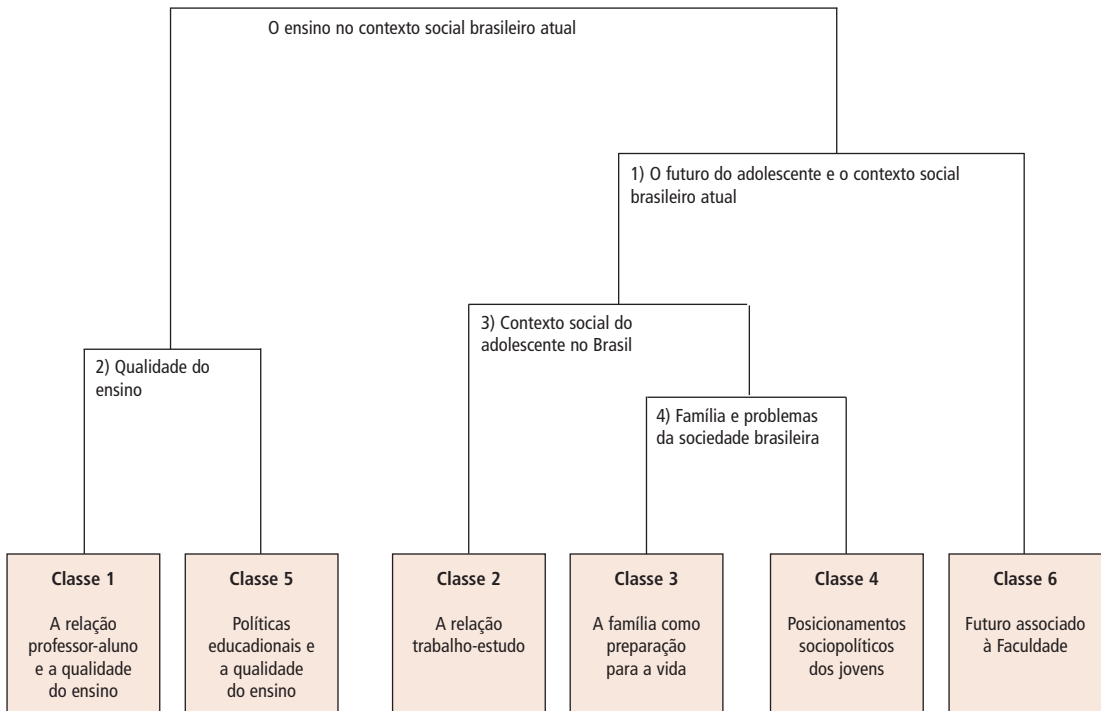 O ensino no contexto social brasileiro atual
1) O futuro do adolescente e o contexto social
brasileiro atual
3) Contexto social do
adolescente no Brasil
2) Qualidade do
ensino
4) Família e problemas
da sociedade brasileira
Classe 1
A relação
professor-aluno
e a qualidade
do ensino
Classe 5
Políticas
educadionais e
a qualidade
do ensino
Classe 2
A relação
trabalho-estudo
Classe 3
A família como
preparação
para a vida
Classe 4
Posicionamentos
sociopolíticos
dos jovens
Classe 6
Futuro associado
à Faculdade